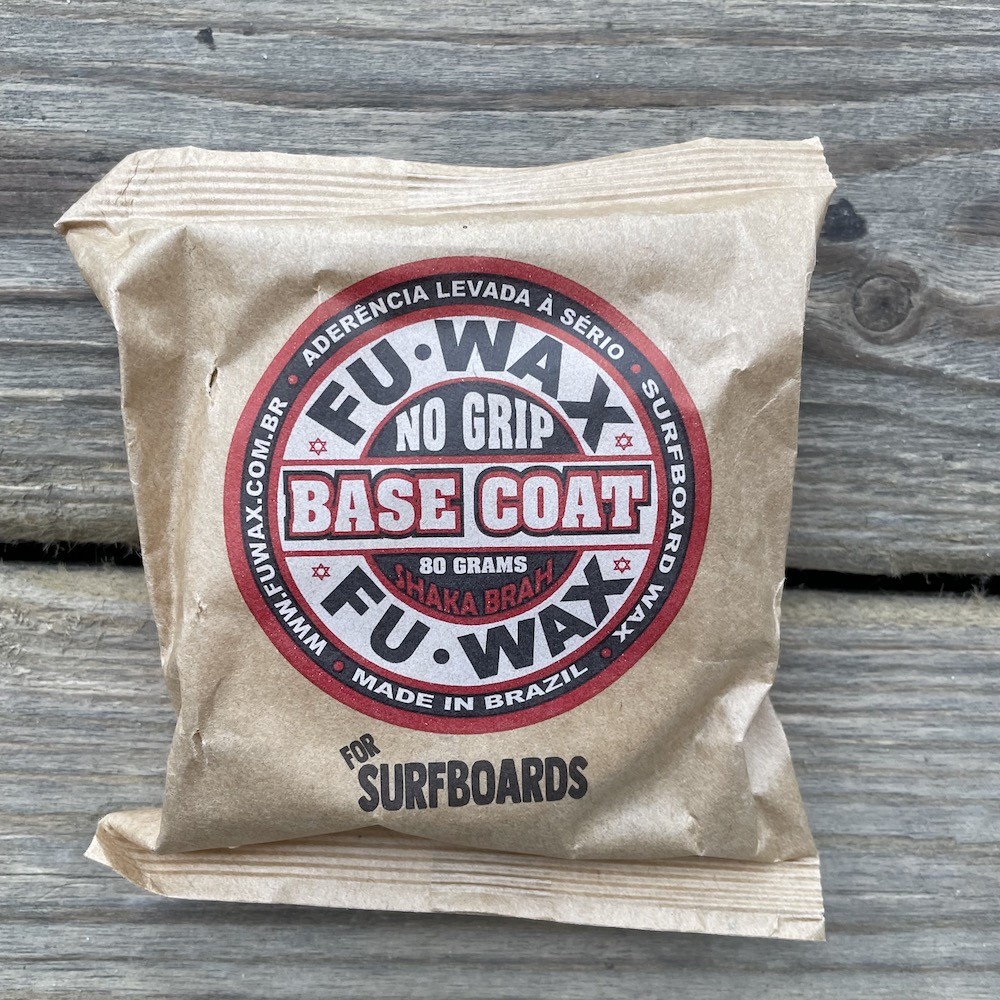 ADERÊNCIA LEVADA À SÉRIO • SURFBOARD WAX • MADE IN BRAZIL • WWW.FUWAX.COM.BR •
FU•WAX
NO GRIP
BASE COAT
80 GRAMS
SHAKA BRAH
FU•WAX
FOR
SURFBOARDS